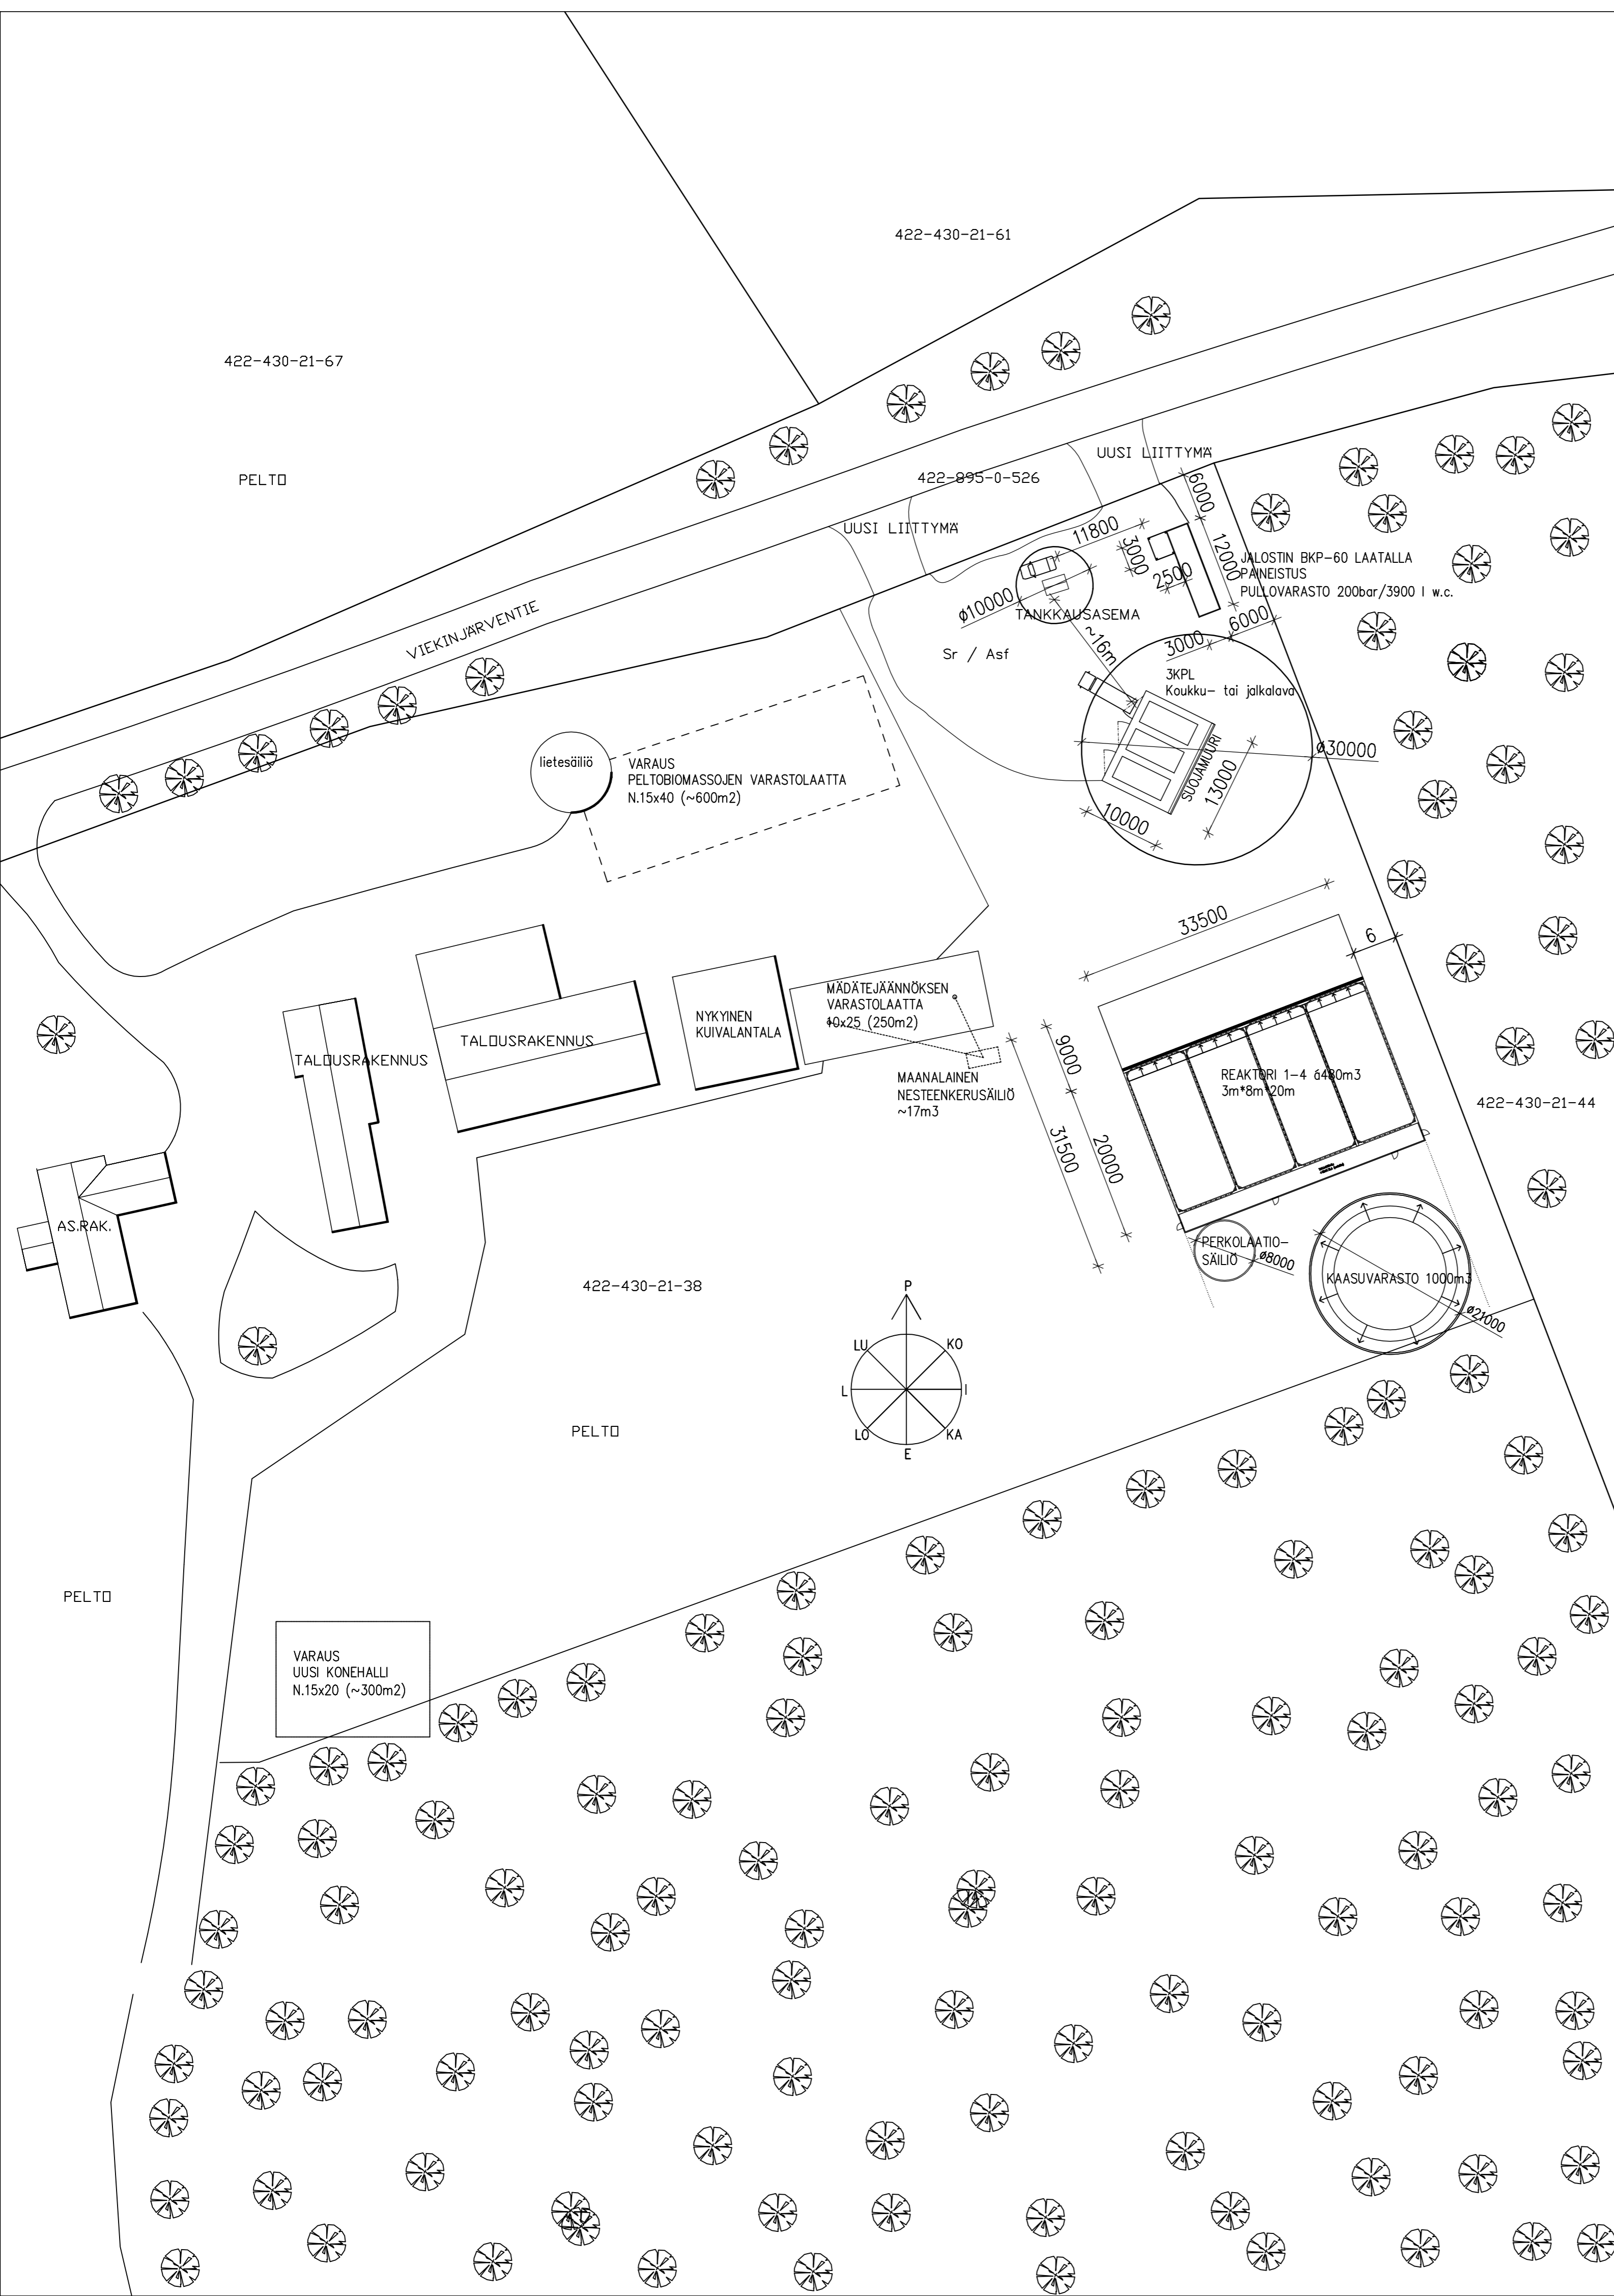 422-430-21-61
422-430-21-67
PELTO
UUSI LIITTYMÄ
422-895-0-526
UUSI LIITTYMÄ
6000
11800
3000
12000
2500
JALOSTIN BKP-60 LAATALLA
PAINEISTUS
PULLOVARASTO 200bar/3900 l w.c.
ø10000
TANKKAUSASEMA
VIEKINJÄRVENTIE
6000
3000
~16m
Sr / Asf
3KPL
Koukku- tai jalkalava
SUOJAMUURI
ø30000
13000
10000
lietesäiliö
VARAUS
PELTOBIOMASSOJEN VARASTOLAATTA
N.15x40 (~600m2)
33500
6
MÄDÄTEJÄÄNNÖKSEN
VARASTOLAATTA
10x25 (250m2)
NYKYINEN
KUIVALANTALA
TALOUSRAKENNUS
TALOUSRAKENNUS
9000
REAKTORI 1-4 á480m3
3m*8m*20m
MAANALAINEN
NESTEENKERUSÄILIÖ
~17m3
422-430-21-44
31500
20000
AS.RAK.
PERKOLAATIO-
SÄILIÖ
ø8000
KAASUVARASTO 1000m3
ø21000
422-430-21-38
P
LU
KO
L
I
LO
KA
E
PELTO
PELTO
VARAUS
UUSI KONEHALLI
N.15x20 (~300m2)